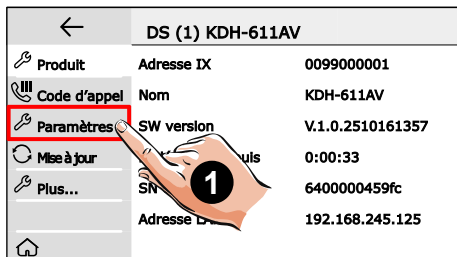 DS (1) KDH-611AV
Produit
Adresse IX 0099000001
Code d'appel
Nom KDH-611AV
Paramètres
SW version V.1.0.2510161357
Mise à jour
uis 0:00:33
Plus...
SN 6400000459fc
Adresse 192.168.245.125
1